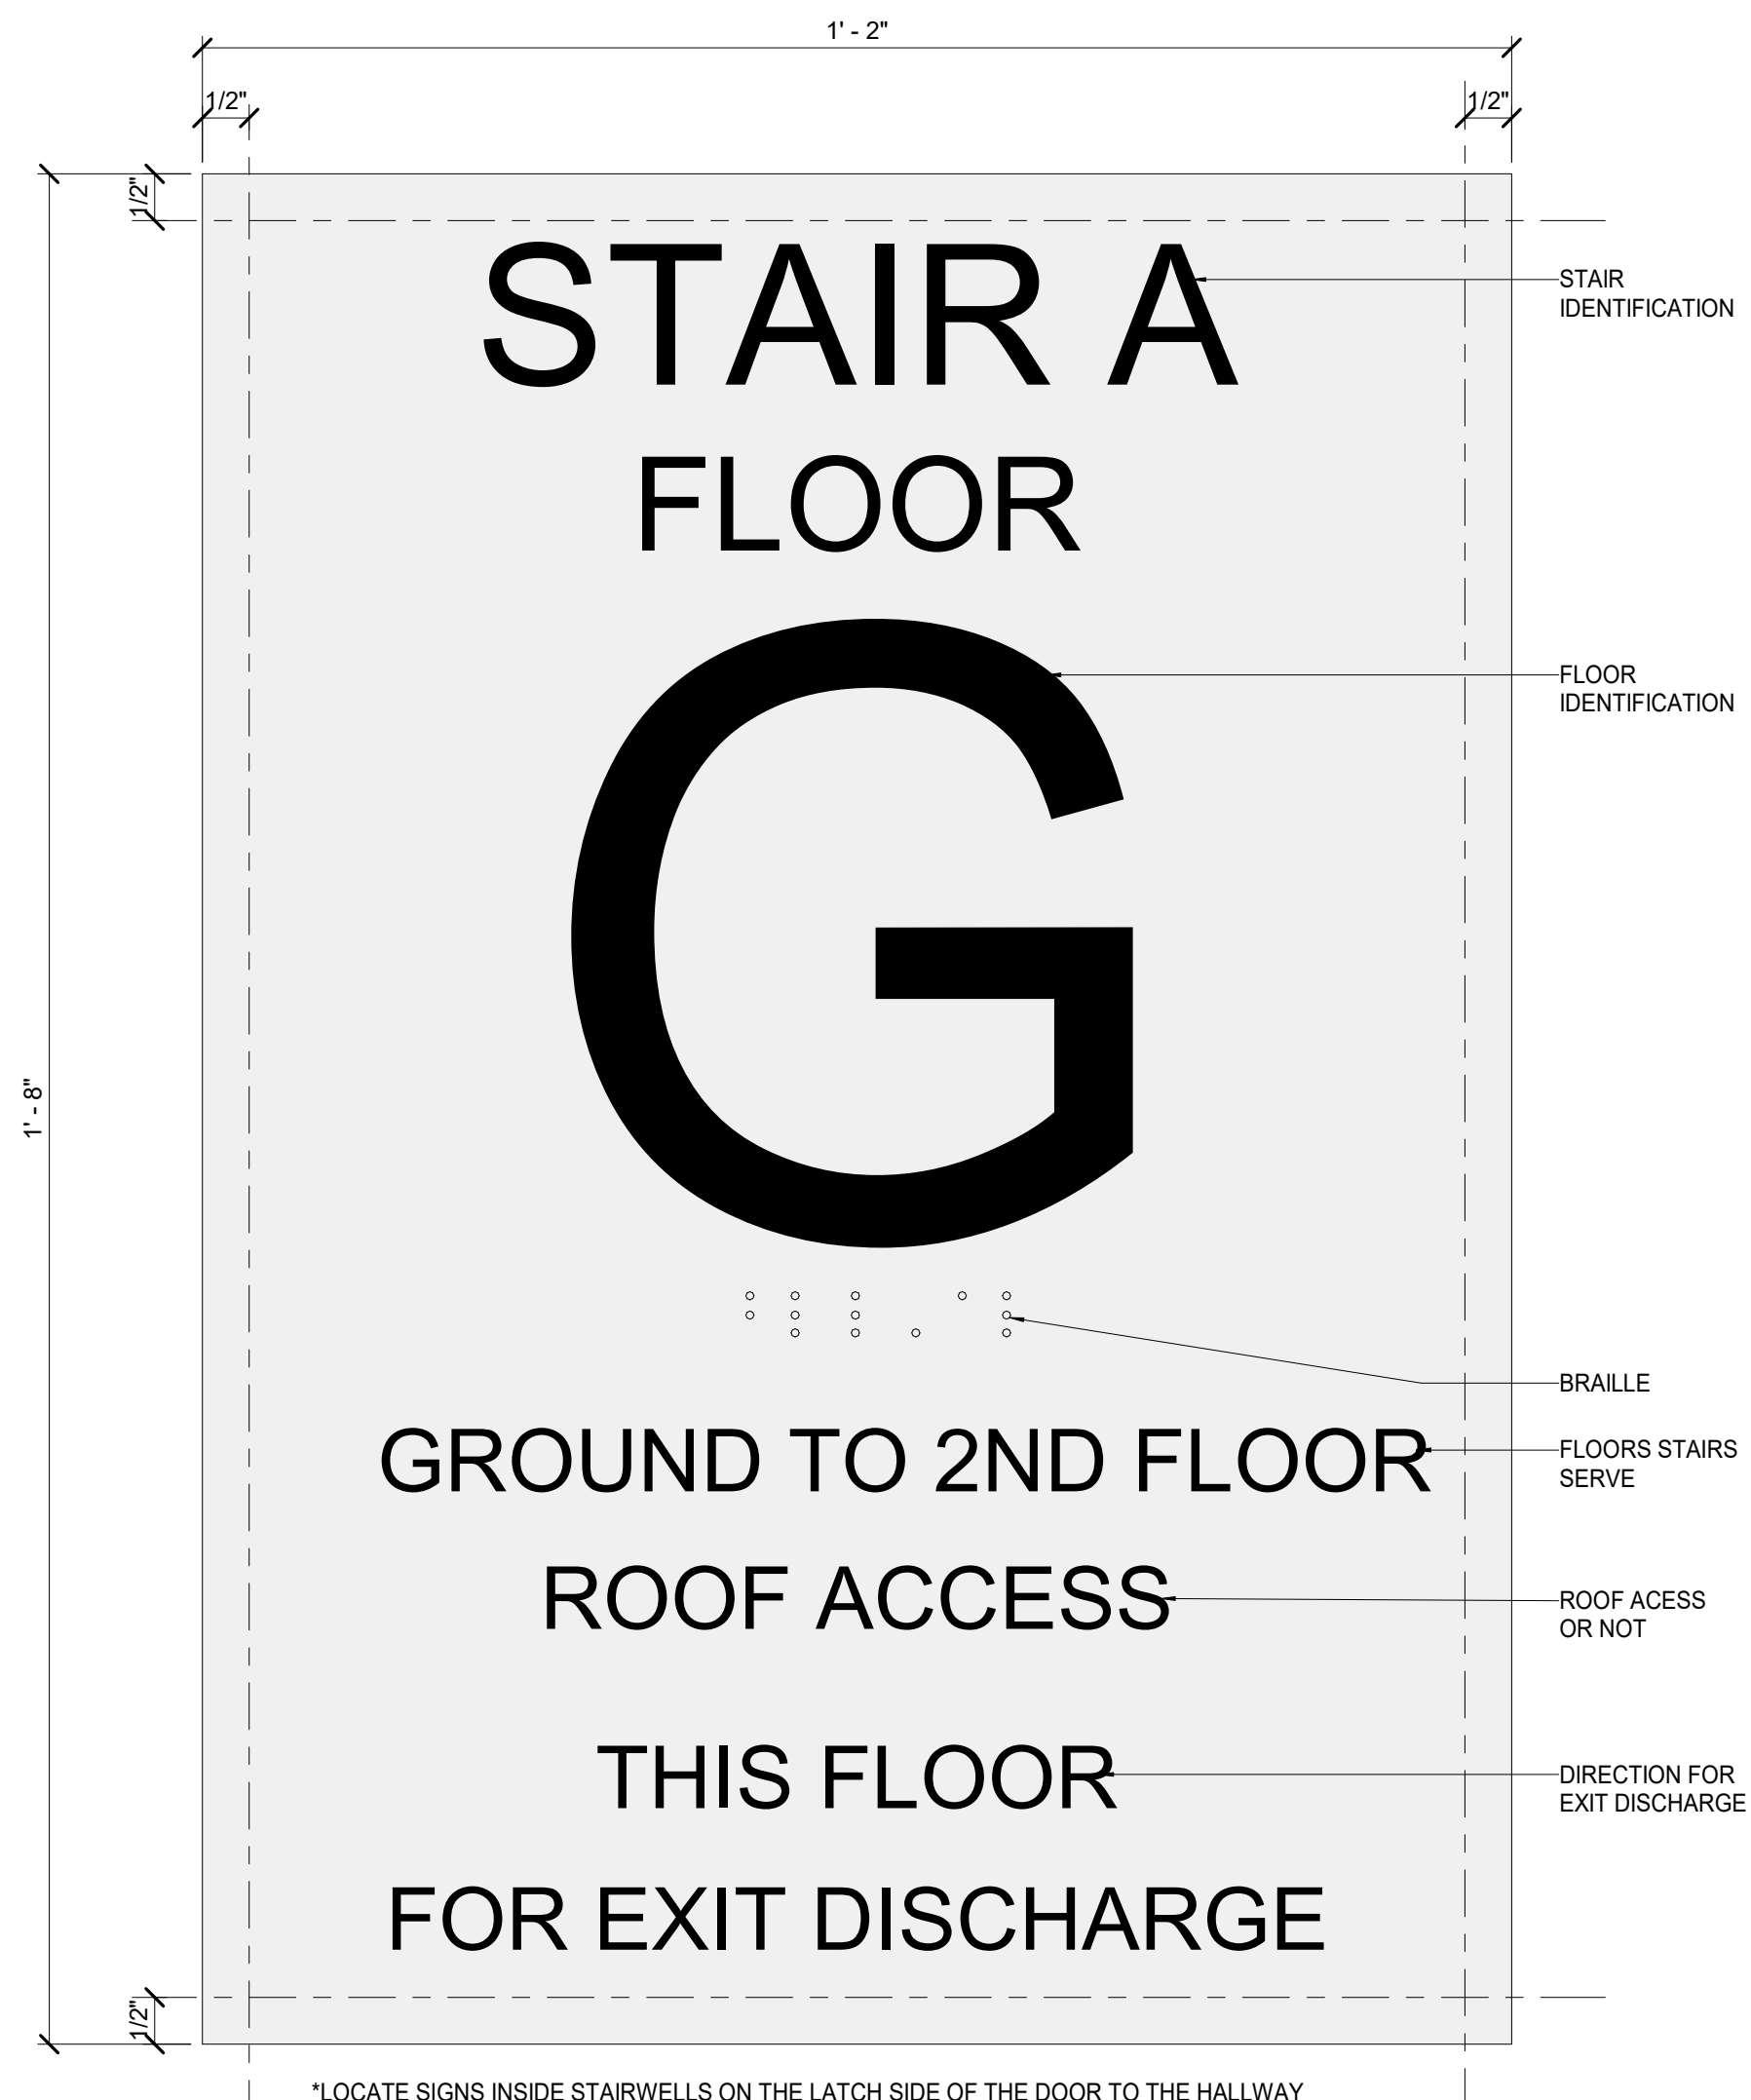 1' - 2"
1/2"
1/2"
1/2"
STAIR A
STAIR
IDENTIFICATION
FLOOR
G
FLOOR
IDENTIFICATION
1' - 8"
BRAILLE
GROUND TO 2ND FLOOR
FLOORS STAIRS
SERVE
ROOF ACCESS
ROOF ACESS
OR NOT
THIS FLOOR
DIRECTION FOR
EXIT DISCHARGE
FOR EXIT DISCHARGE
1/2"
*LOCATE SIGNS INSIDE STAIRWELLS ON THE LATCH SIDE OF THE DOOR TO THE HALLWAY